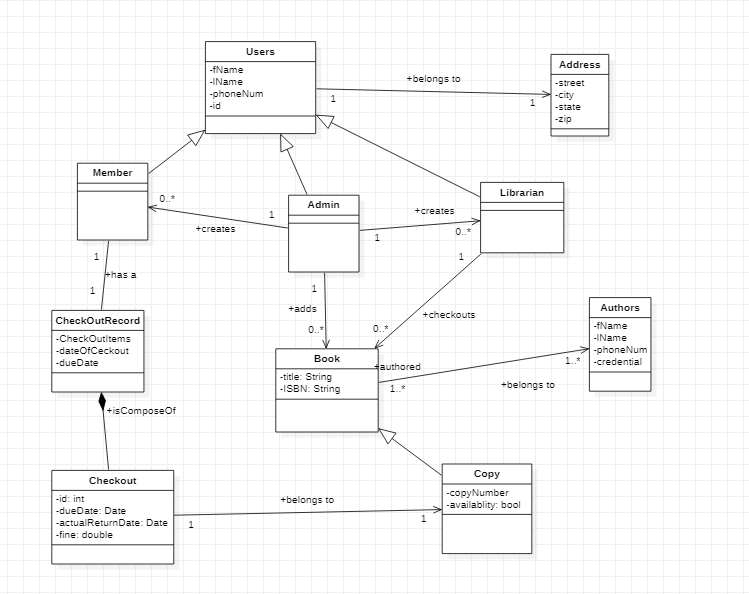 Users
-fName
-lName
-phoneNum
-id
+belongs to
1
1
Address
-street
-city
-state
-zip
Member
0..*
+creates
1
Admin
1
+creates
0..*
Librarian
1
+has a
1
1
+adds
0..*
1
+checkouts
0..*
CheckOutRecord
-CheckOutItems
-dateOfCeckout
-dueDate
Book
-title: String
-ISBN: String
+authored
1..*
1..*
+belongs to
Authors
-fName
-lName
-phoneNum
-credential
+isComposeOf
Checkout
-id: int
-dueDate: Date
-actualReturnDate: Date
-fine: double
+belongs to
1
1
Copy
-copyNumber
-availablity: bool